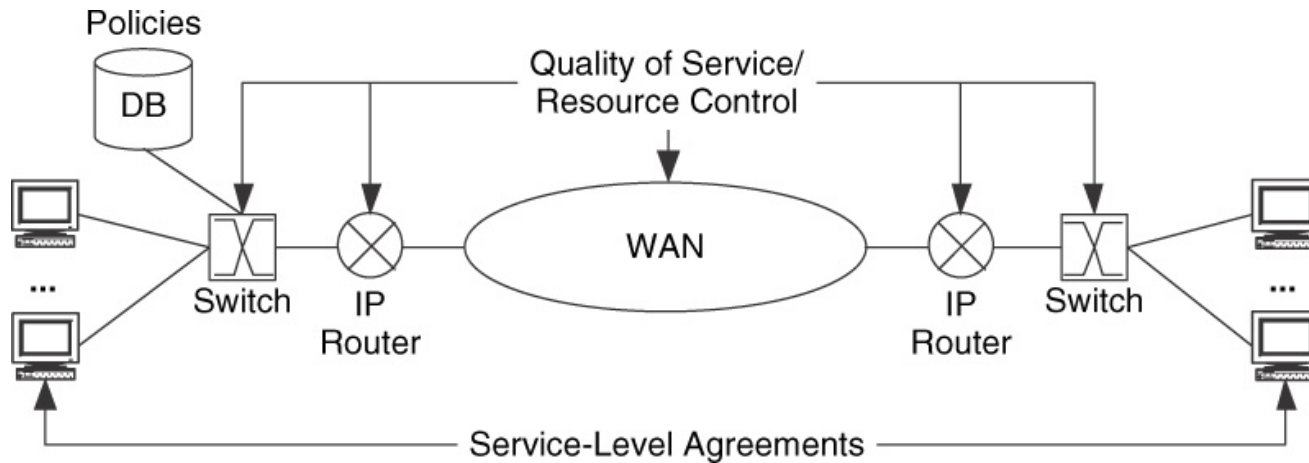 Policies
DB
Quality of Service/
Resource Control
WAN
...
Switch
IP
Router
IP
Router
Switch
...
Service-Level Agreements